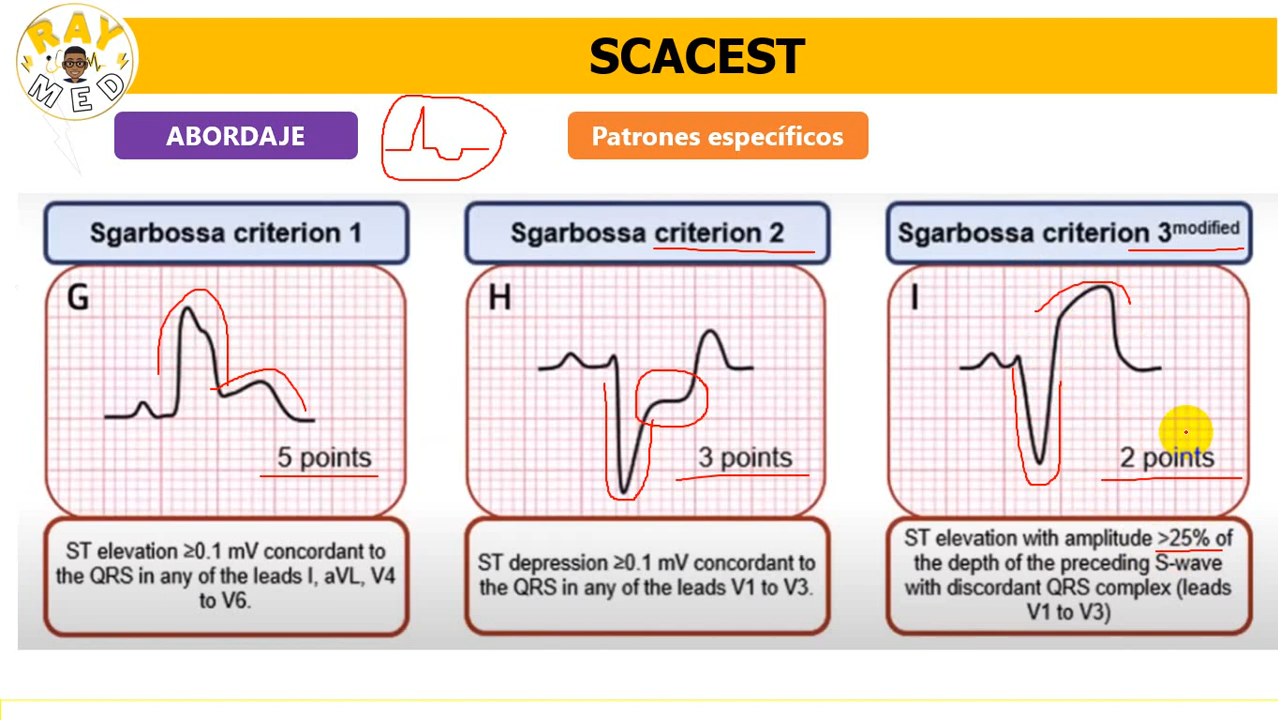 RAY
MED
SCACEST
ABORDAJE
Patrones específicos
Sgarbossa criterion 1
G
5 points
ST elevation ≥0.1 mV concordant to
the QRS in any of the leads I, aVL, V4
to V6.
Sgarbossa criterion 2
H
3 points
ST depression ≥0.1 mV concordant to
the QRS in any of the leads V1 to V3.
Sgarbossa criterion 3modified
I
2 points
ST elevation with amplitude >25% of
the depth of the preceding S-wave
with discordant QRS complex (leads
V1 to V3)